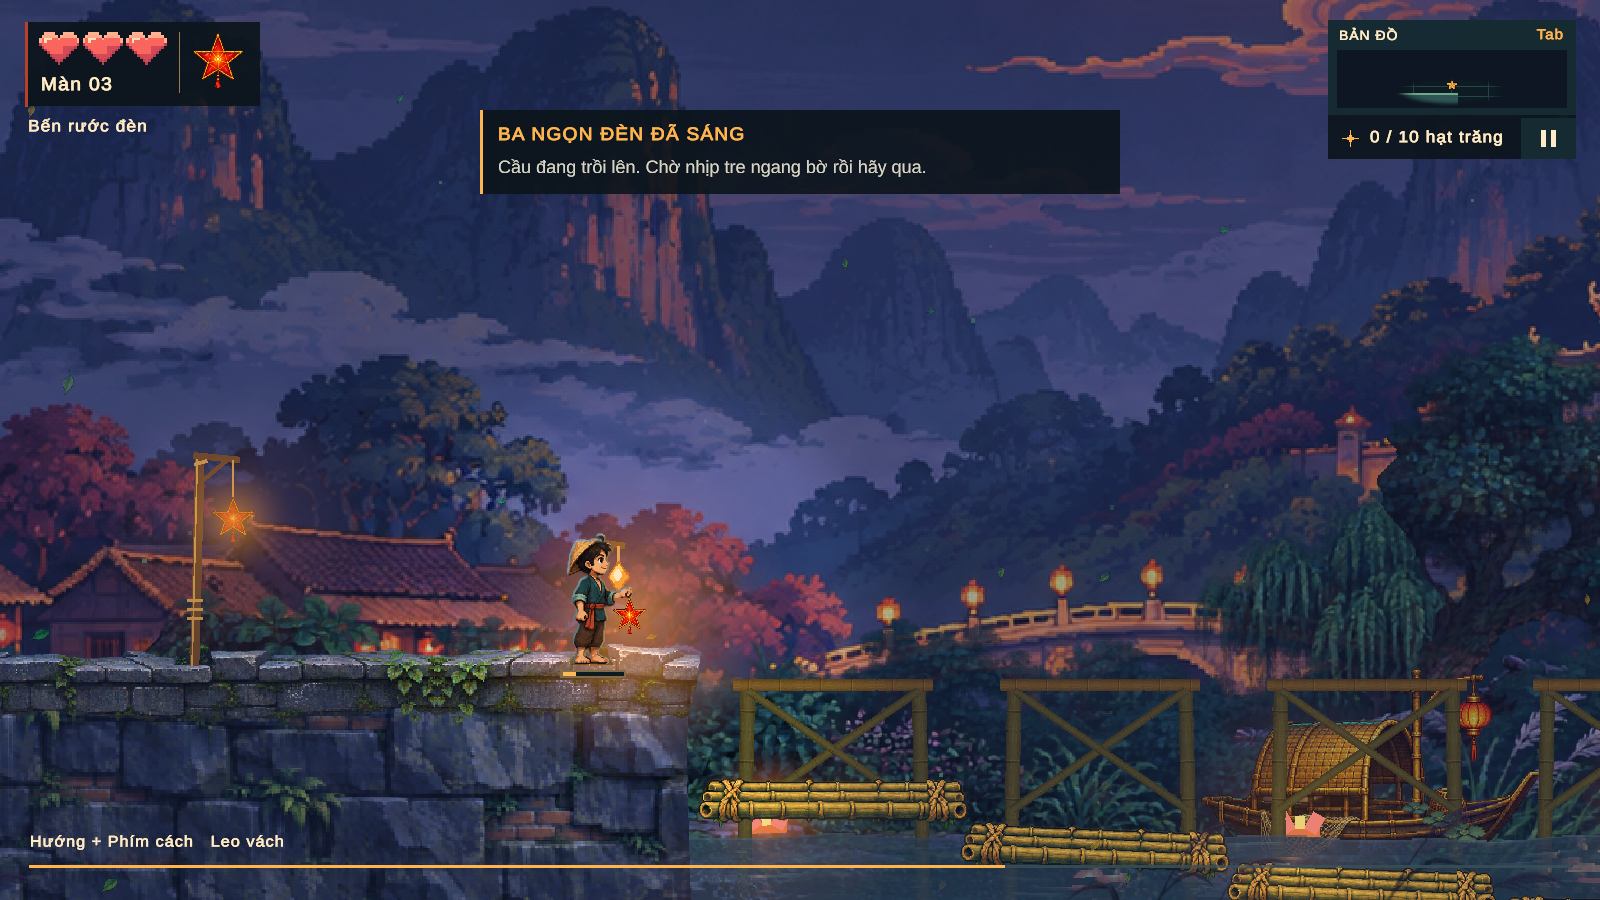 Màn 03
Bến rước đèn
BA NGỌN ĐÈN ĐÃ SÁNG
Cầu đang trồi lên. Chờ nhịp tre ngang bờ rồi hãy qua.
BẢN ĐỒ Tab
0 / 10 hạt trăng
Hướng + Phím cách Leo vách